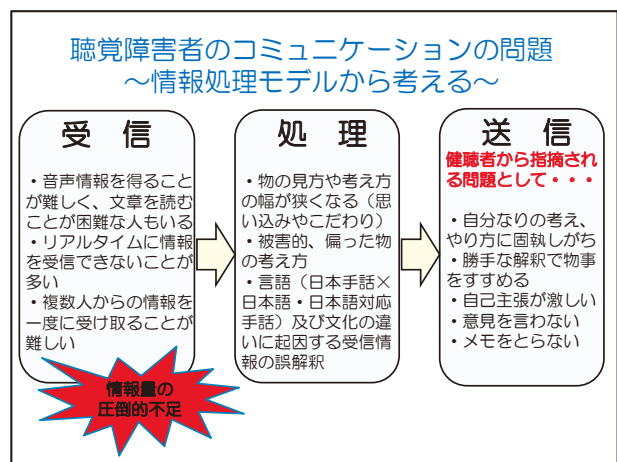 聴覚障害者のコミュニケーションの問題
～情報処理モデルから考える～
受 信
・音声情報を得ること
が難しく、文章を読む
ことが困難な人もいる
・リアルタイムに情報
を受信できないことが
多い
・複数人からの情報を
一度に受け取ることが
難しい
情報量の
圧倒的不足
処 理
・物の見方や考え方
の幅が狭くなる（思
い込みやこだわり）
・被害的、偏った物
の考え方
・言語（日本手話×
日本語・日本語対応
手話）及び文化の違
いに起因する受信情
報の誤解釈
送 信
健聴者から指摘され
る問題として・・・
・自分なりの考え、
やり方に固執しがち
・勝手な解釈で物事
をすすめる
・自己主張が激しい
・意見を言わない
・メモをとらない